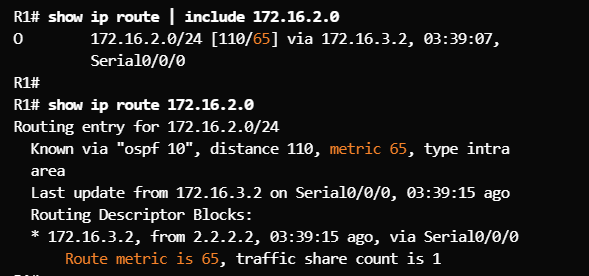 R1# show ip route | include 172.16.2.0
O 172.16.2.0/24 [110/65] via 172.16.3.2, 03:39:07,
Serial0/0/0
R1#
R1# show ip route 172.16.2.0
Routing entry for 172.16.2.0/24
Known via "ospf 10", distance 110, metric 65, type intra
area
Last update from 172.16.3.2 on Serial0/0/0, 03:39:15 ago
Routing Descriptor Blocks:
* 172.16.3.2, from 2.2.2.2, 03:39:15 ago, via Serial0/0/0
Route metric is 65, traffic share count is 1